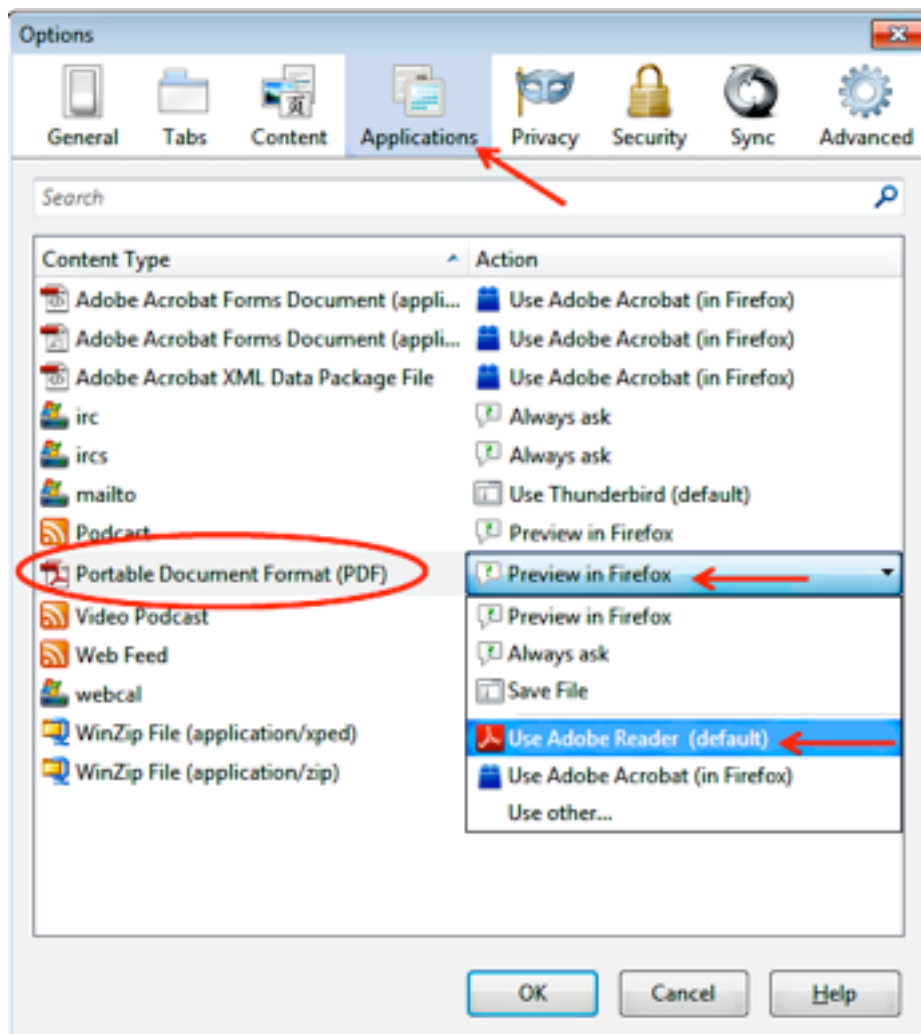 Options
General Tabs Content Applications Privacy Security Sync Advanced
Search
Content Type Action
Adobe Acrobat Forms Document (appli... Use Adobe Acrobat (in Firefox)
Adobe Acrobat Forms Document (appli... Use Adobe Acrobat (in Firefox)
Adobe Acrobat XML Data Package File Use Adobe Acrobat (in Firefox)
irc Always ask
ircs Always ask
mailto Use Thunderbird (default)
Podcast Preview in Firefox
Portable Document Format (PDF) Preview in Firefox
Video Podcast Preview in Firefox
Web Feed Always ask
webcal Save File
WinZip File (application/xped) Use Adobe Reader (default)
WinZip File (application/zip) Use Adobe Acrobat (in Firefox)
Use other...
OK Cancel Help